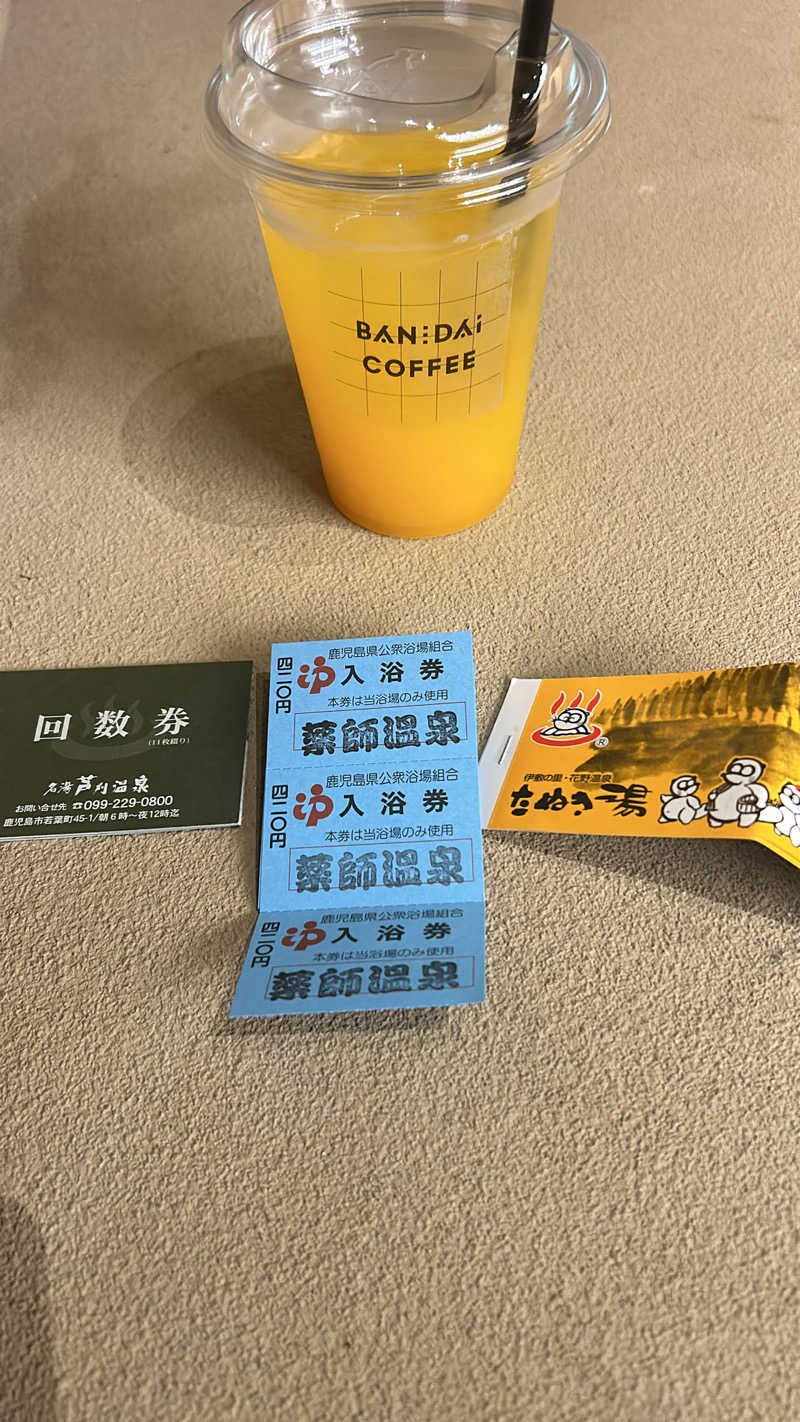 BAN:DAi
COFFEE
回数券
(11枚綴り)
名湯芦刈温泉
お問い合せ先 ☎099-229-0800
鹿児島市若葉町45-1/朝6時〜夜12時迄
鹿児島県公衆浴場組合
四二〇円
ゆ入浴券
本券は当浴場のみ使用
薬師温泉
鹿児島県公衆浴場組合
四二〇円
ゆ入浴券
本券は当浴場のみ使用
薬師温泉
鹿児島県公衆浴場組合
四二〇円
ゆ入浴券
本券は当浴場のみ使用
薬師温泉
®
伊敷の里・花野温泉
たぬき湯